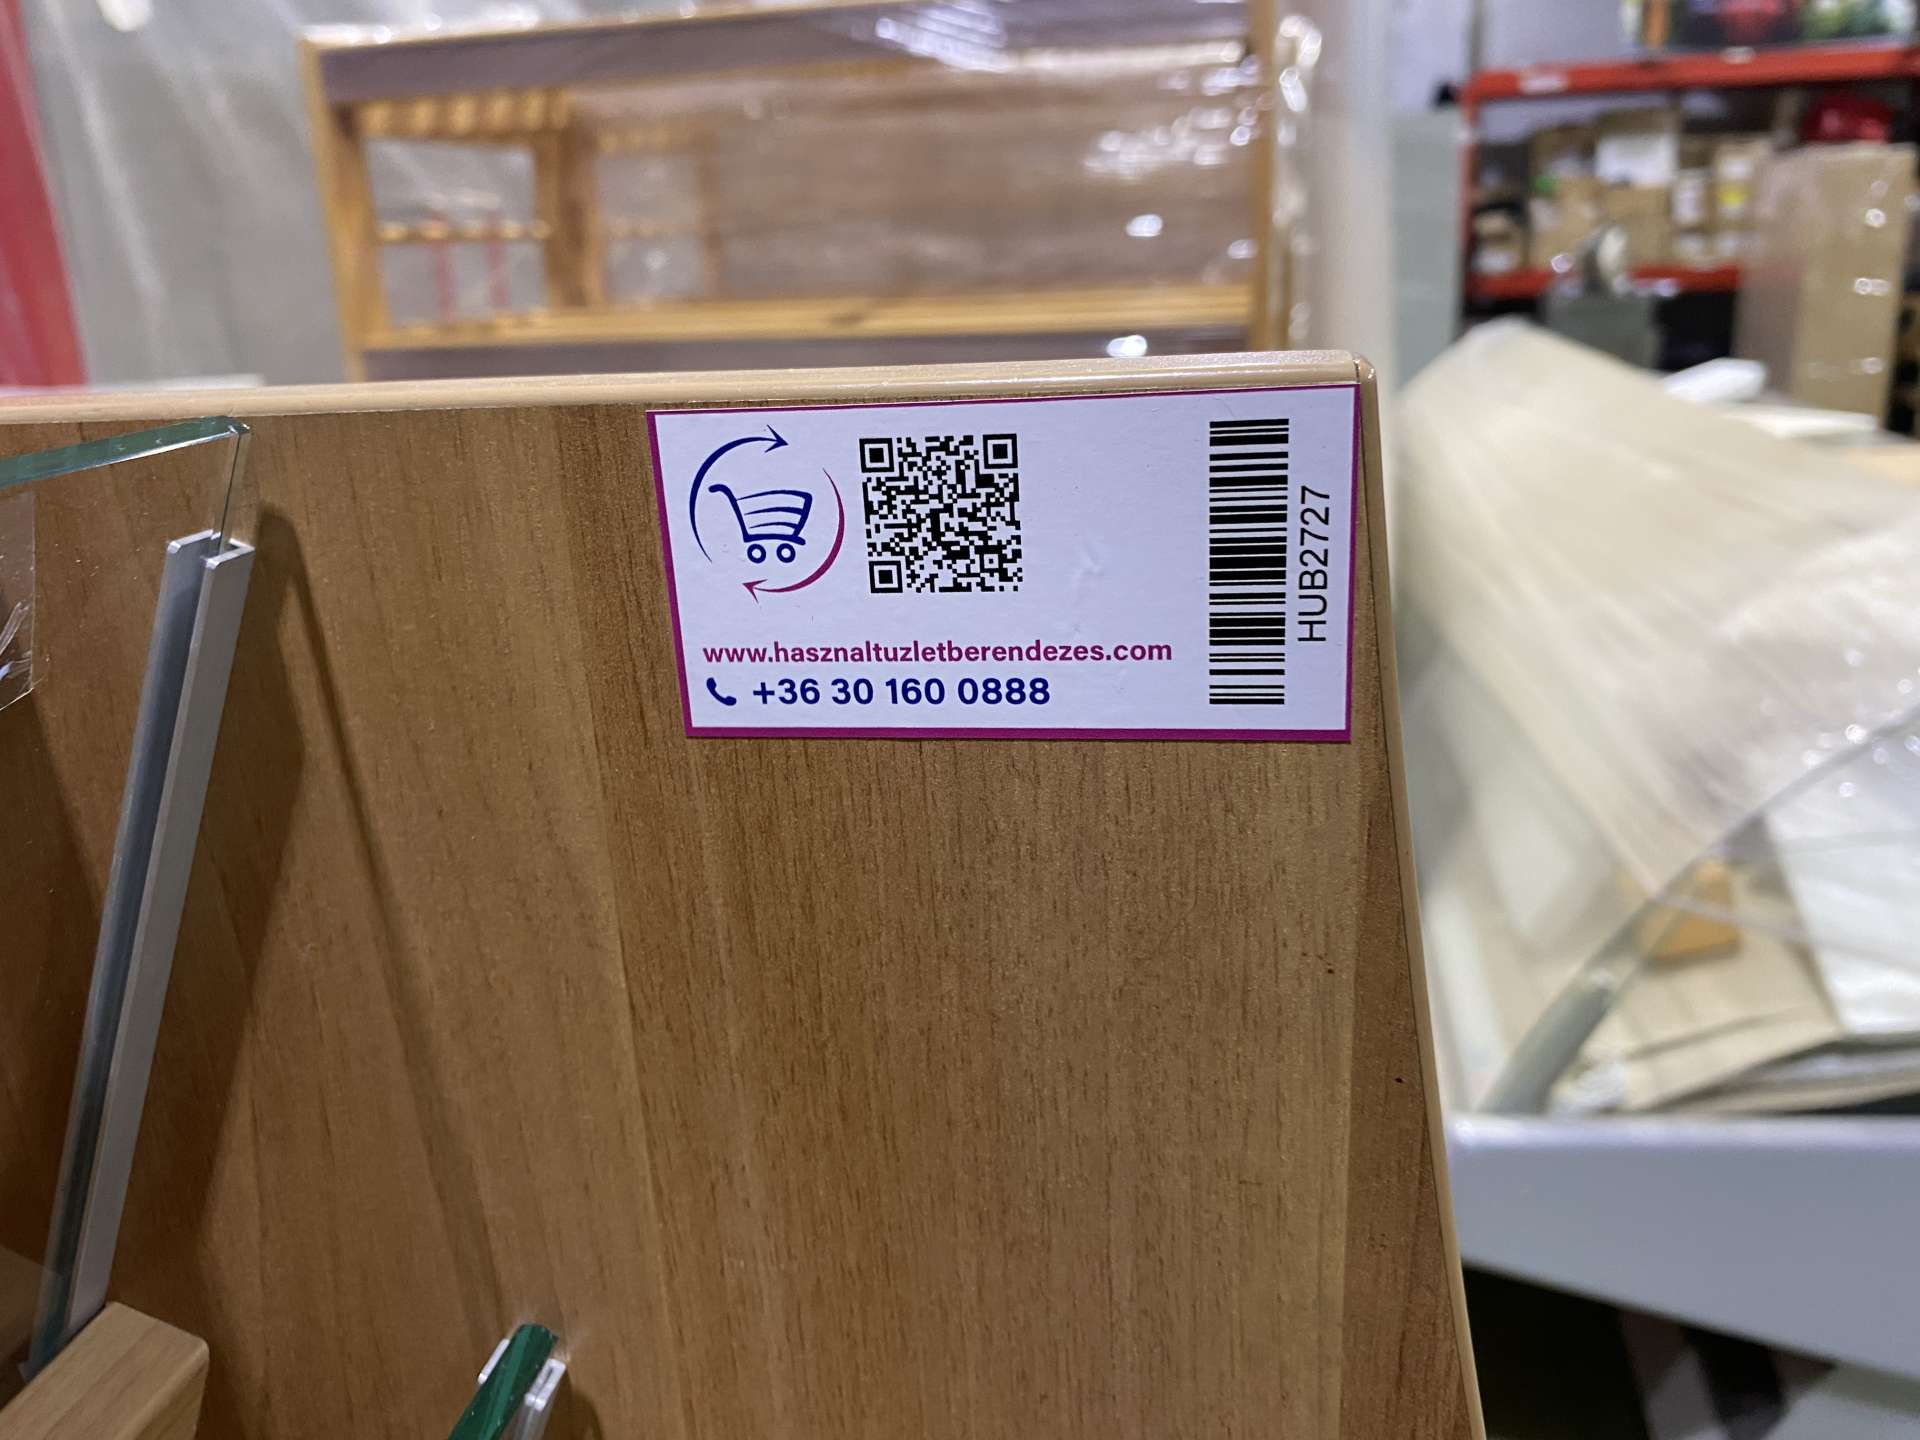 www.hasznaltuzletberendezes.com
+36 30 160 0888
HUB2727